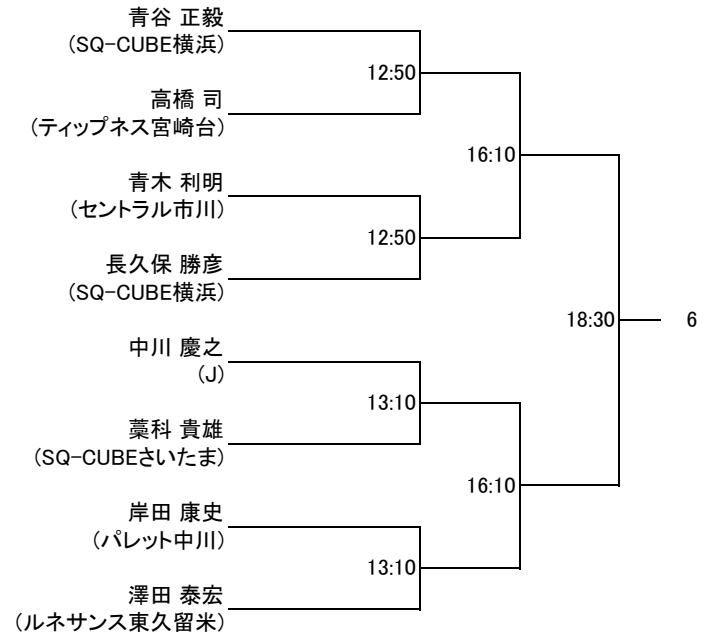 青谷 正毅
(SQ-CUBE横浜)
12:50
高橋 司
(ティップネス宮崎台)
16:10
青木 利明
(セントラル市川)
12:50
長久保 勝彦
(SQ-CUBE横浜)
18:30
6
中川 慶之
(J)
13:10
藁科 貴雄
(SQ-CUBEさいたま)
16:10
岸田 康史
(パレット中川)
13:10
澤田 泰宏
(ルネサンス東久留米)